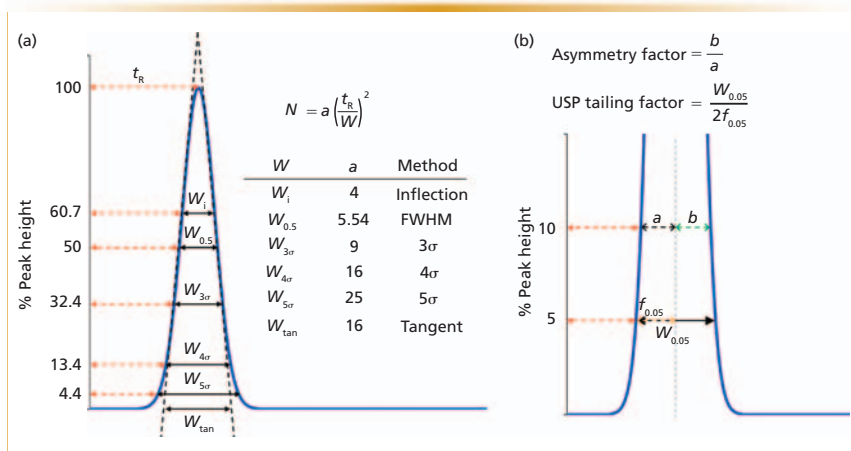 (a)
t_R
100
60.7
50
32.4
13.4
4.4
% Peak height
W_i
W_0.5
W_3σ
W_4σ
W_5σ
W_tan
N = a (t_R/W)²
W a Method
W_i 4 Inflection
W_0.5 5.54 FWHM
W_3σ 9 3σ
W_4σ 16 4σ
W_5σ 25 5σ
W_tan 16 Tangent
(b)
Asymmetry factor = b/a
USP tailing factor = W_0.05/2f_0.05
% Peak height
10
5
a b
f_0.05
W_0.05